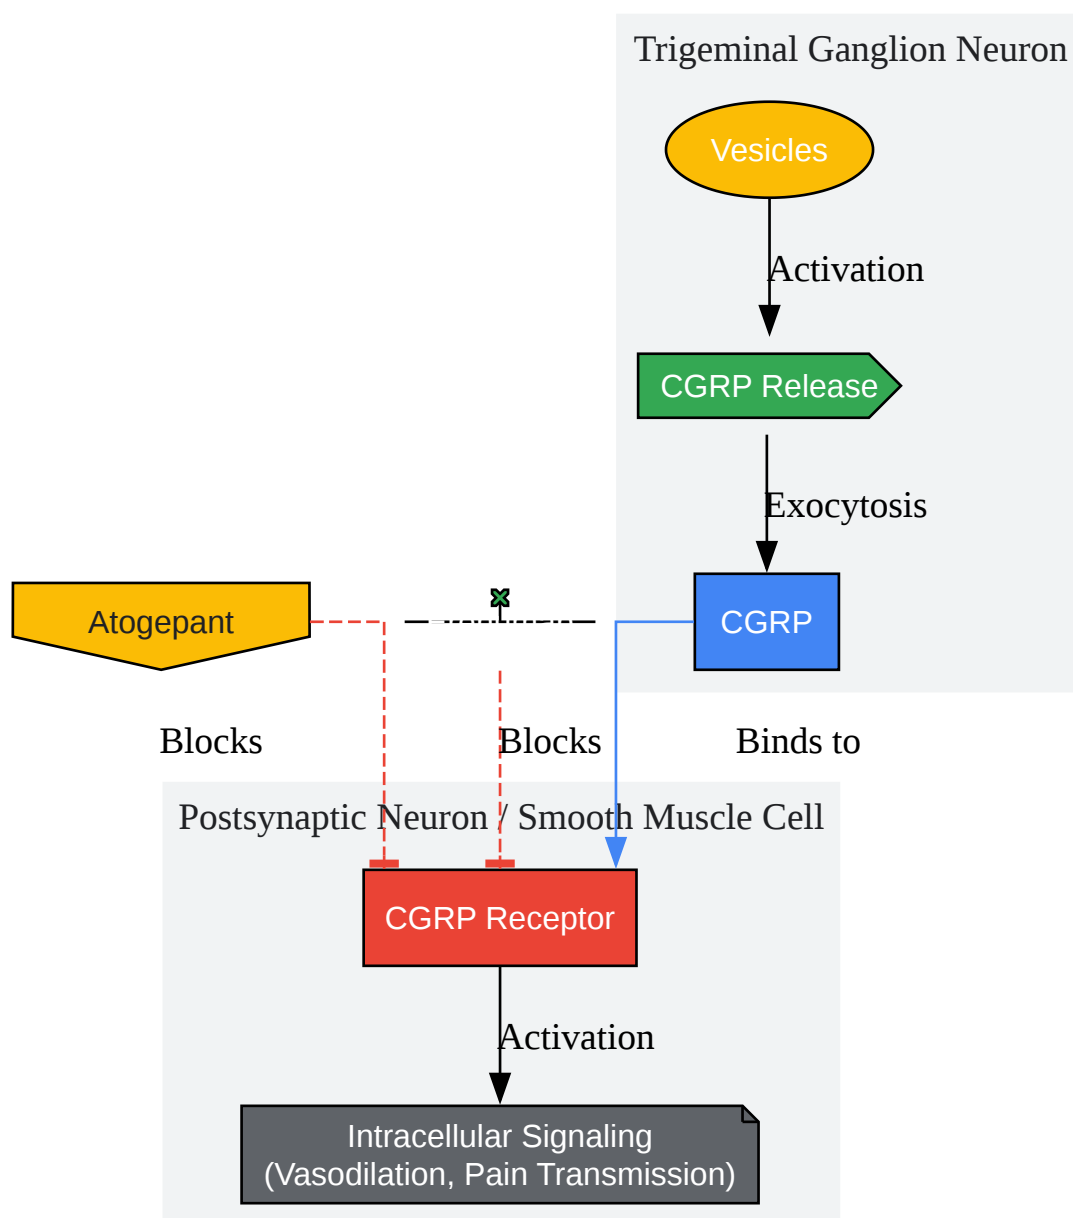 Trigeminal Ganglion Neuron
Vesicles
Activation
CGRP Release
Exocytosis
Atogepant
CGRP
Blocks
Blocks
Binds to
Postsynaptic Neuron / Smooth Muscle Cell
CGRP Receptor
Activation
Intracellular Signaling
(Vasodilation, Pain Transmission)